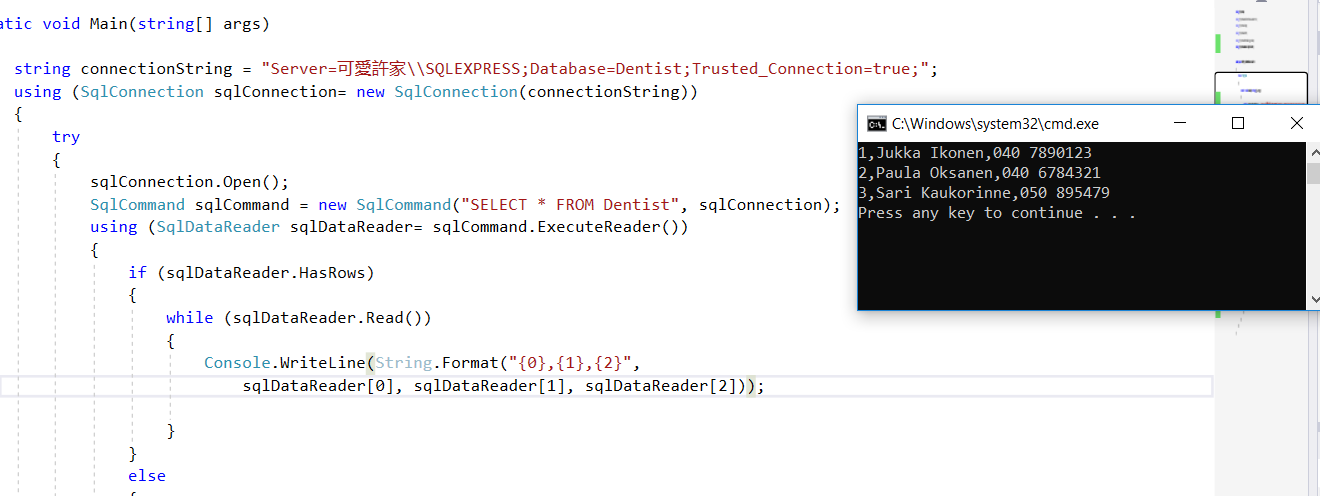 atic void Main(string[] args)
string connectionString = "Server=可愛許家\\SQLEXPRESS;Database=Dentist;Trusted_Connection=true;";
using (SqlConnection sqlConnection= new SqlConnection(connectionString))
{
try
{
sqlConnection.Open();
SqlCommand sqlCommand = new SqlCommand("SELECT * FROM Dentist", sqlConnection);
using (SqlDataReader sqlDataReader= sqlCommand.ExecuteReader())
{
if (sqlDataReader.HasRows)
{
while (sqlDataReader.Read())
{
Console.WriteLine(String.Format("{0},{1},{2}",
sqlDataReader[0], sqlDataReader[1], sqlDataReader[2]));
}
}
else
{
C:\Windows\system32\cmd.exe
1,Jukka Ikonen,040 7890123
2,Paula Oksanen,040 6784321
3,Sari Kaukorinne,050 895479
Press any key to continue . . .